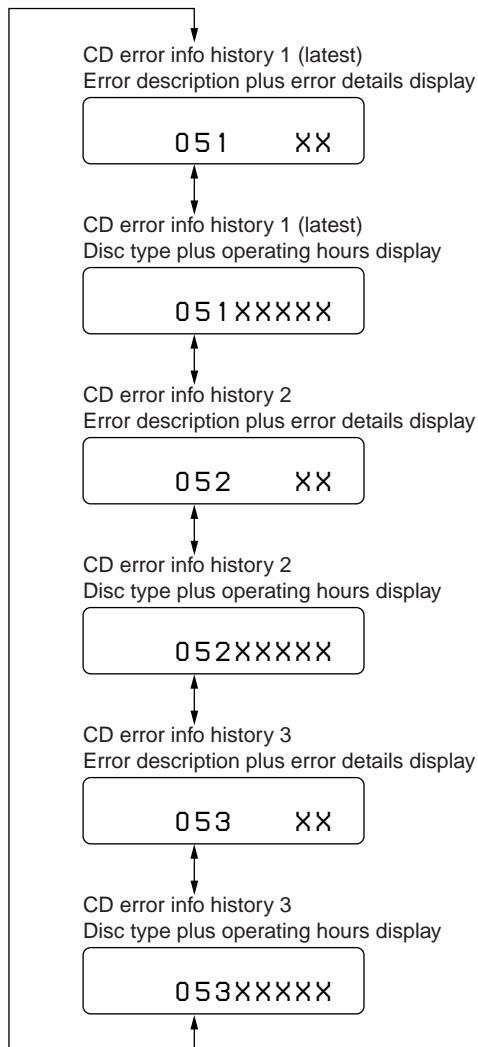 CD error info history 1 (latest)
Error description plus error details display
051 XX
CD error info history 1 (latest)
Disc type plus operating hours display
051XXXXX
CD error info history 2
Error description plus error details display
052 XX
CD error info history 2
Disc type plus operating hours display
052XXXXX
CD error info history 3
Error description plus error details display
053 XX
CD error info history 3
Disc type plus operating hours display
053XXXXX